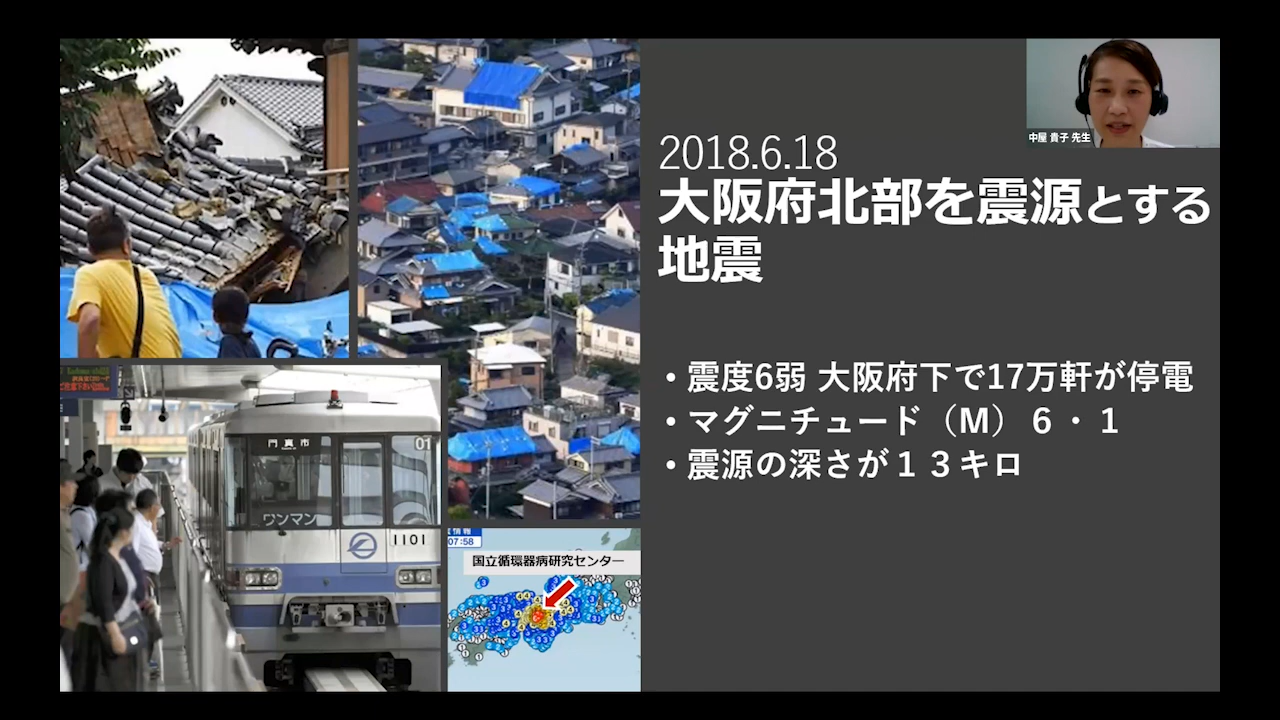 中屋 貴子 先生
2018.6.18
大阪府北部を震源とする
地震
• 震度6弱 大阪府下で17万軒が停電
• マグニチュード（M）６・１
• 震源の深さが１３キロ
門真市
01
ワンマン
1101
情報
07:58
国立循環器病研究センター